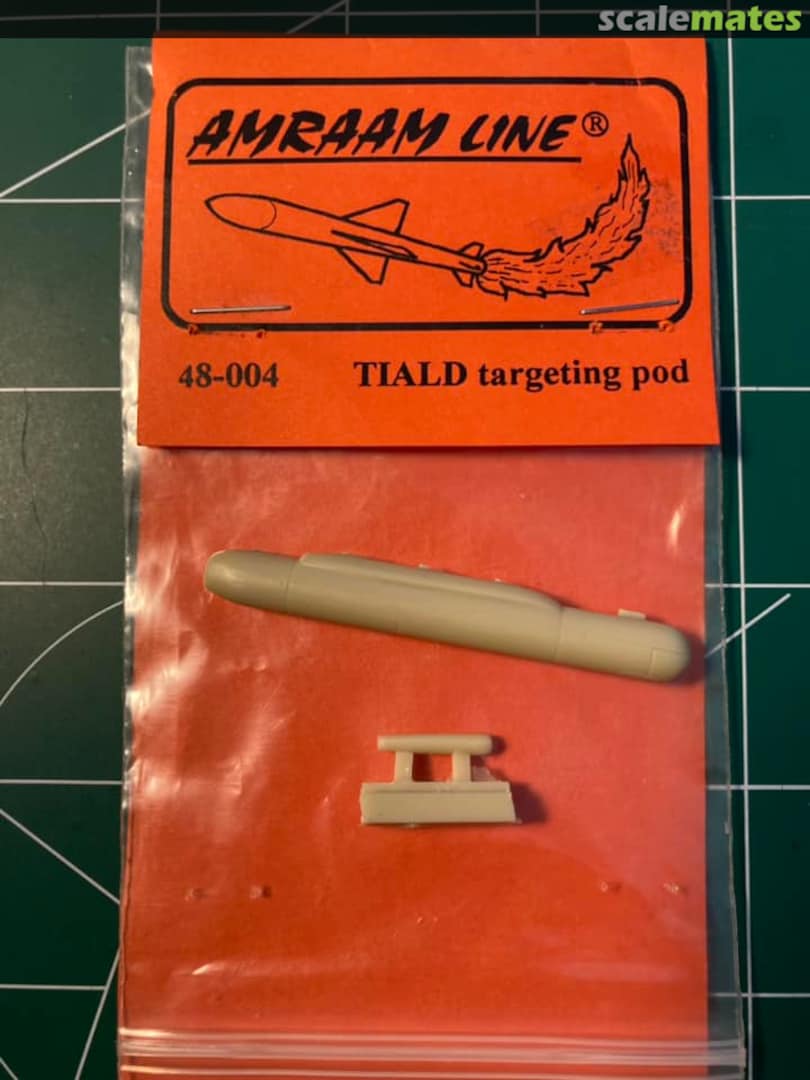 scalemates
AMRAAM LINE®
48-004 TIALD targeting pod